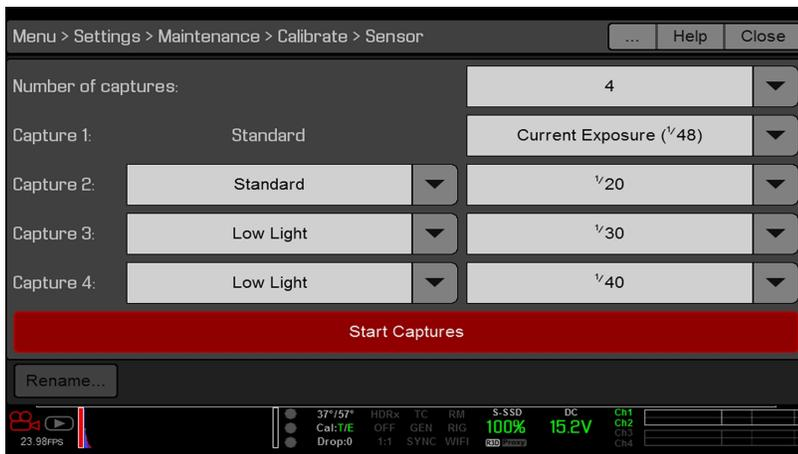 Menu > Settings > Maintenance > Calibrate > Sensor ... Help Close
Number of captures: 4
Capture 1: Standard Current Exposure (1/48)
Capture 2: Standard 1/20
Capture 3: Low Light 1/30
Capture 4: Low Light 1/40
Start Captures
Rename...
37°/57° HDRx TC RM S-SSD DC Ch1
Cal:T/E OFF GEN RIG 100% 15.2V Ch2
23.98FPS Drop:0 1:1 SYNC WIFI R3D Proxy Ch3
Ch4